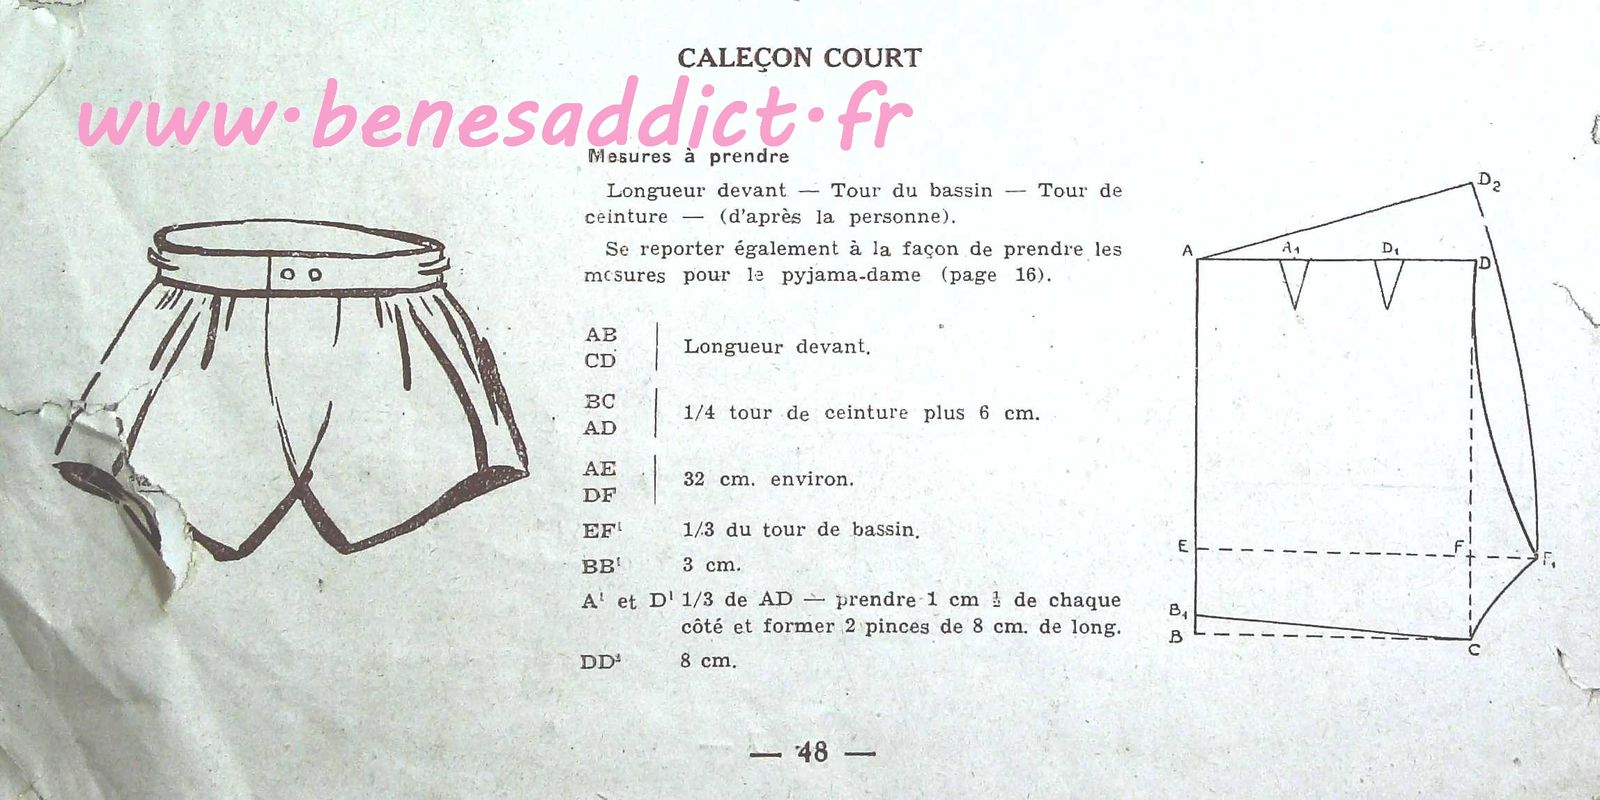 CALEÇON COURT
www.benesaddict.fr
Mesures à prendre
Longueur devant — Tour du bassin — Tour de
ceinture — (d'après la personne).
Se reporter également à la façon de prendre les
mesures pour le pyjama-dame (page 16).
AB
CD
Longueur devant.
BC
AD
1/4 tour de ceinture plus 6 cm.
AE
DF
32 cm. environ.
EF¹ 1/3 du tour de bassin.
BB¹ 3 cm.
A¹ et D¹ 1/3 de AD — prendre 1 cm ½ de chaque
côté et former 2 pinces de 8 cm. de long.
DD² 8 cm.
— 48 —
D₂
A A₁ D₁ D
E F F₁
B₁
B C